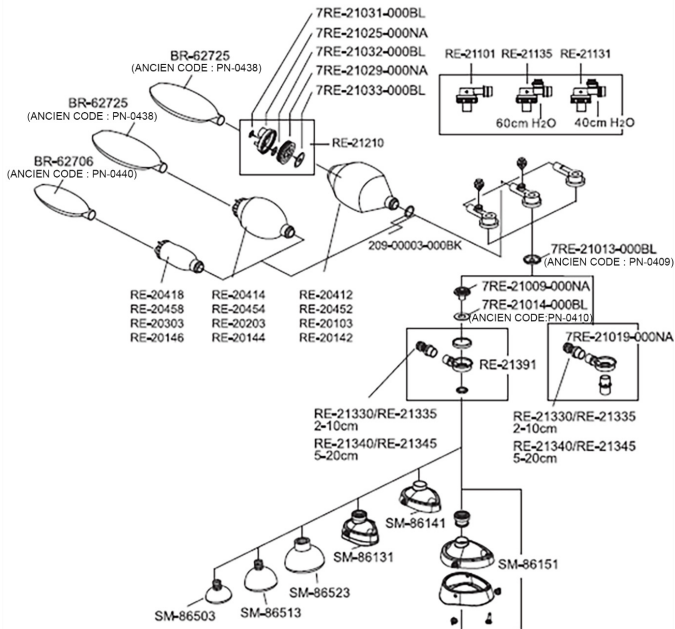 7RE-21031-000BL
7RE-21025-000NA
7RE-21032-000BL
7RE-21029-000NA
7RE-21033-000BL
RE-21101 RE-21135 RE-21131
60cm H2O 40cm H2O
BR-62725
(ANCIEN CODE : PN-0438)
BR-62725
(ANCIEN CODE : PN-0438)
BR-62706
(ANCIEN CODE : PN-0440)
RE-21210
209-00003-000BK
7RE-21013-000BL
(ANCIEN CODE : PN-0409)
RE-20418
RE-20458
RE-20303
RE-20146
RE-20414
RE-20454
RE-20203
RE-20144
RE-20412
RE-20452
RE-20103
RE-20142
7RE-21009-000NA
7RE-21014-000BL
(ANCIEN CODE:PN-0410)
7RE-21019-000NA
RE-21391
RE-21330/RE-21335
2-10cm
RE-21340/RE-21345
5-20cm
RE-21330/RE-21335
2-10cm
RE-21340/RE-21345
5-20cm
SM-86141
SM-86131
SM-86151
SM-86523
SM-86513
SM-86503